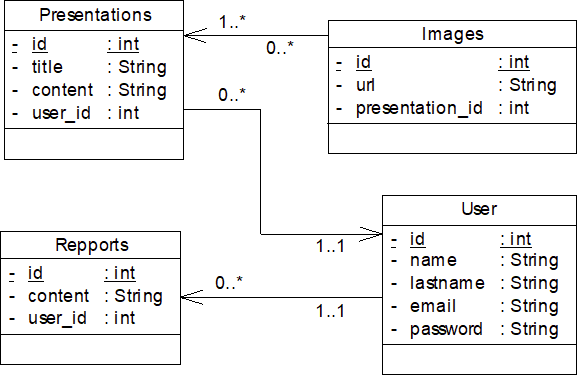 Presentations
- id : int
- title : String
- content : String
- user_id : int
1..*
0..*
Images
- id : int
- url : String
- presentation_id : int
0..*
1..1
User
- id : int
- name : String
- lastname : String
- email : String
- password : String
Repports
- id : int
- content : String
- user_id : int
0..*
1..1